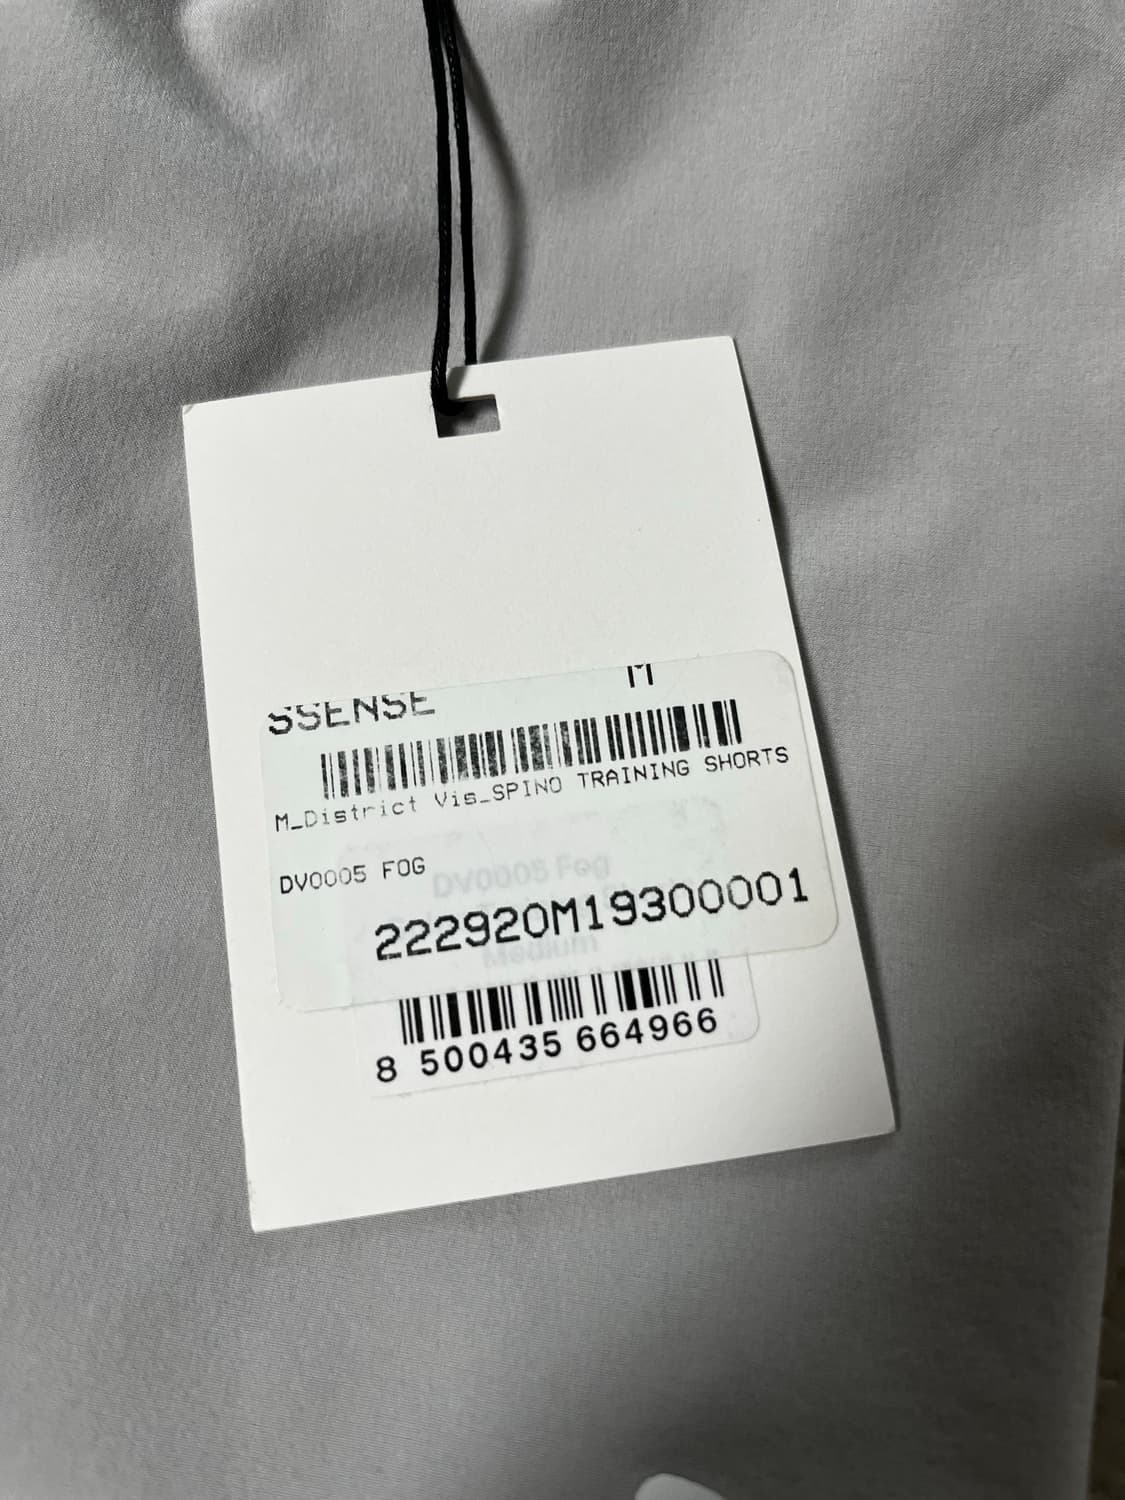 SSENSE M
M_District Vis_SPINO TRAINING SHORTS
DV0005 FOG
DV0005 Fog
222920M19300001
Medium
8 500435 664966